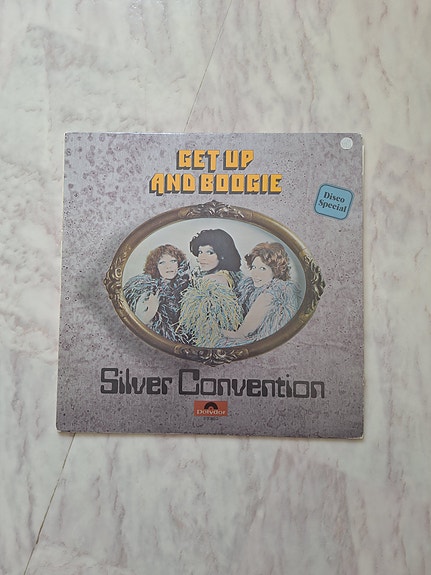 GET UP
AND BOOGIE
Disco
Special
Silver Convention
Polydor